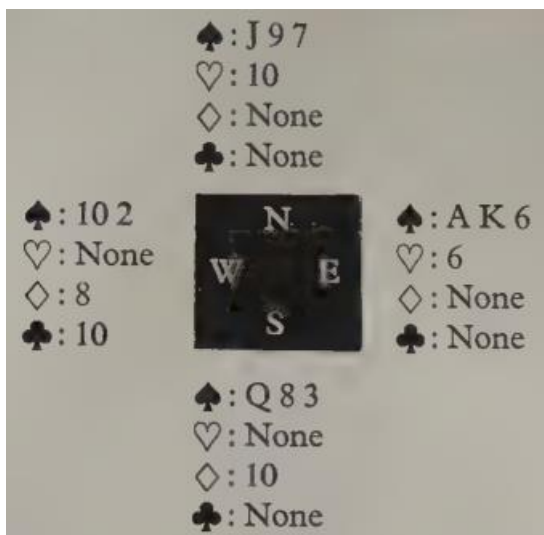 ♠: J 9 7
♡: 10
♢: None
♣: None
♠: 10 2
♡: None
♢: 8
♣: 10
N
W E
S
♠: A K 6
♡: 6
♢: None
♣: None
♠: Q 8 3
♡: None
♢: 10
♣: None